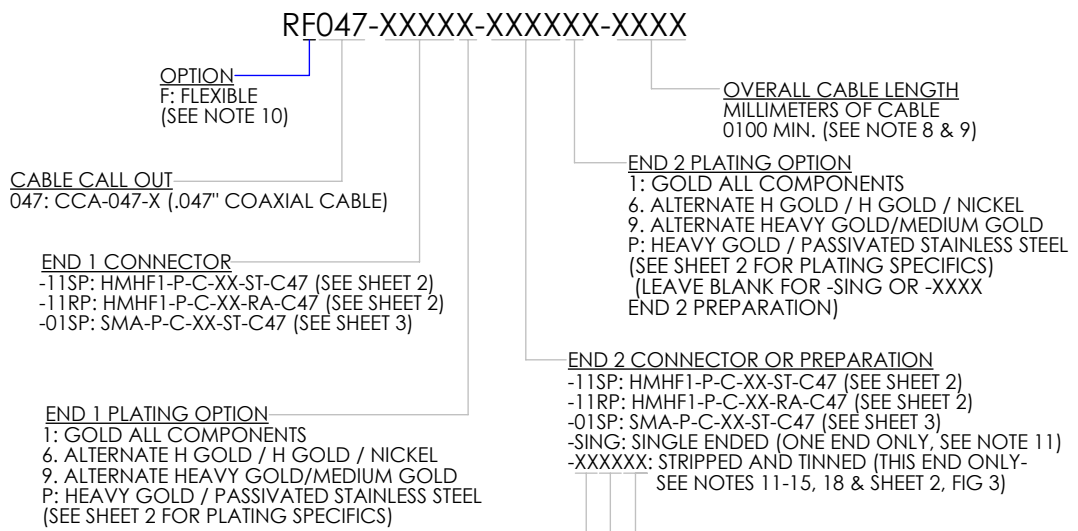 RF047-XXXXX-XXXXXX-XXXX
OPTION
F: FLEXIBLE
(SEE NOTE 10)
OVERALL CABLE LENGTH
MILLIMETERS OF CABLE
0100 MIN. (SEE NOTE 8 & 9)
CABLE CALL OUT
047: CCA-047-X (.047" COAXIAL CABLE)
END 2 PLATING OPTION
1: GOLD ALL COMPONENTS
6. ALTERNATE H GOLD / H GOLD / NICKEL
9. ALTERNATE HEAVY GOLD/MEDIUM GOLD
P: HEAVY GOLD / PASSIVATED STAINLESS STEEL
(SEE SHEET 2 FOR PLATING SPECIFICS)
(LEAVE BLANK FOR -SING OR -XXXX
END 2 PREPARATION)
END 1 CONNECTOR
-11SP: HMHF1-P-C-XX-ST-C47 (SEE SHEET 2)
-11RP: HMHF1-P-C-XX-RA-C47 (SEE SHEET 2)
-01SP: SMA-P-C-XX-ST-C47 (SEE SHEET 3)
END 2 CONNECTOR OR PREPARATION
-11SP: HMHF1-P-C-XX-ST-C47 (SEE SHEET 2)
-11RP: HMHF1-P-C-XX-RA-C47 (SEE SHEET 2)
-01SP: SMA-P-C-XX-ST-C47 (SEE SHEET 3)
-SING: SINGLE ENDED (ONE END ONLY, SEE NOTE 11)
-XXXXXX: STRIPPED AND TINNED (THIS END ONLY-
SEE NOTES 11-15, 18 & SHEET 2, FIG 3)
END 1 PLATING OPTION
1: GOLD ALL COMPONENTS
6. ALTERNATE H GOLD / H GOLD / NICKEL
9. ALTERNATE HEAVY GOLD/MEDIUM GOLD
P: HEAVY GOLD / PASSIVATED STAINLESS STEEL
(SEE SHEET 2 FOR PLATING SPECIFICS)